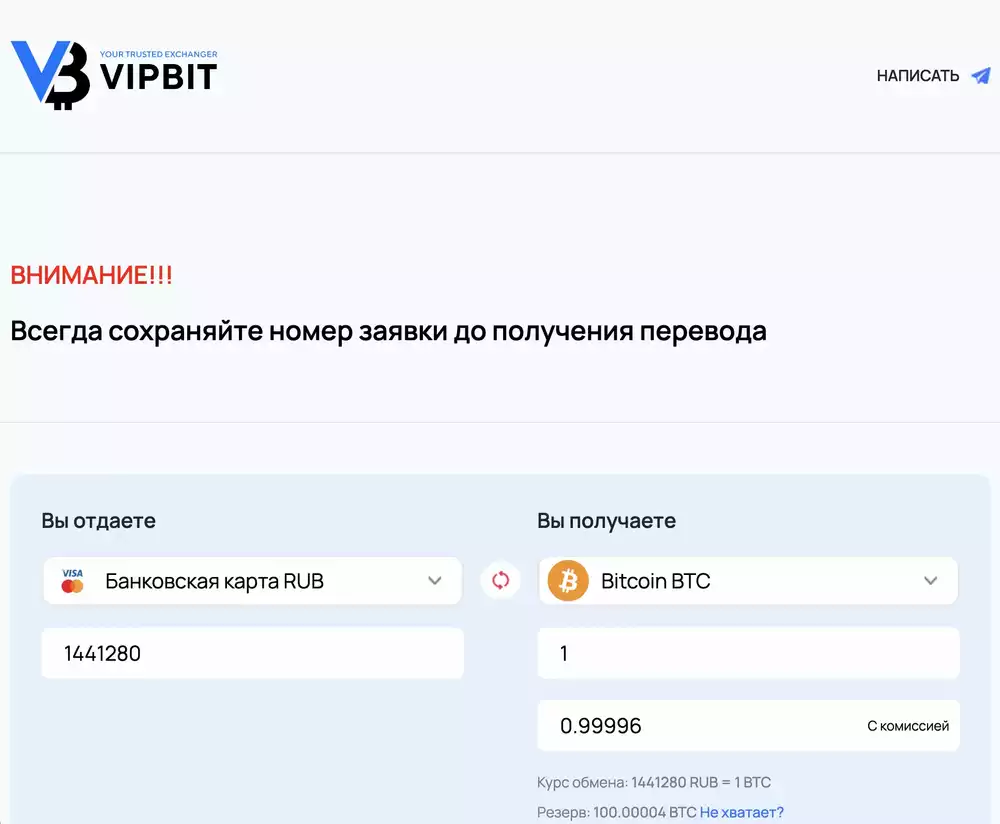 YOUR TRUSTED EXCHANGER
VIPBIT
НАПИСАТЬ
ВНИМАНИЕ!!!
Всегда сохраняйте номер заявки до получения перевода
Вы отдаете
Вы получаете
VISA Банковская карта RUB
Bitcoin BTC
1441280
1
0.99996 С комиссией
Курс обмена: 1441280 RUB = 1 BTC
Резерв: 100.00004 BTC Не хватает?